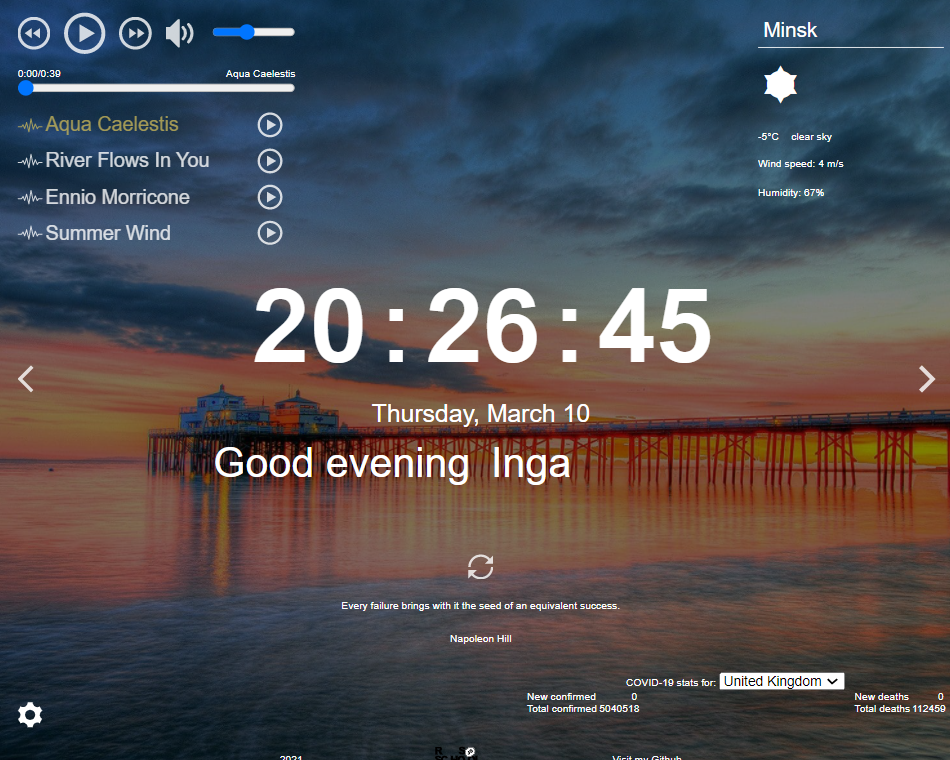 Minsk
0:00/0:39 Aqua Caelestis
Aqua Caelestis
River Flows In You
Ennio Morricone
Summer Wind
-5°C clear sky
Wind speed: 4 m/s
Humidity: 67%
20:26:45
Thursday, March 10
Good evening Inga
Every failure brings with it the seed of an equivalent success.
Napoleon Hill
COVID-19 stats for: United Kingdom
New confirmed 0
Total confirmed 5040518
New deaths 0
Total deaths 112459
2021
Visit my Github